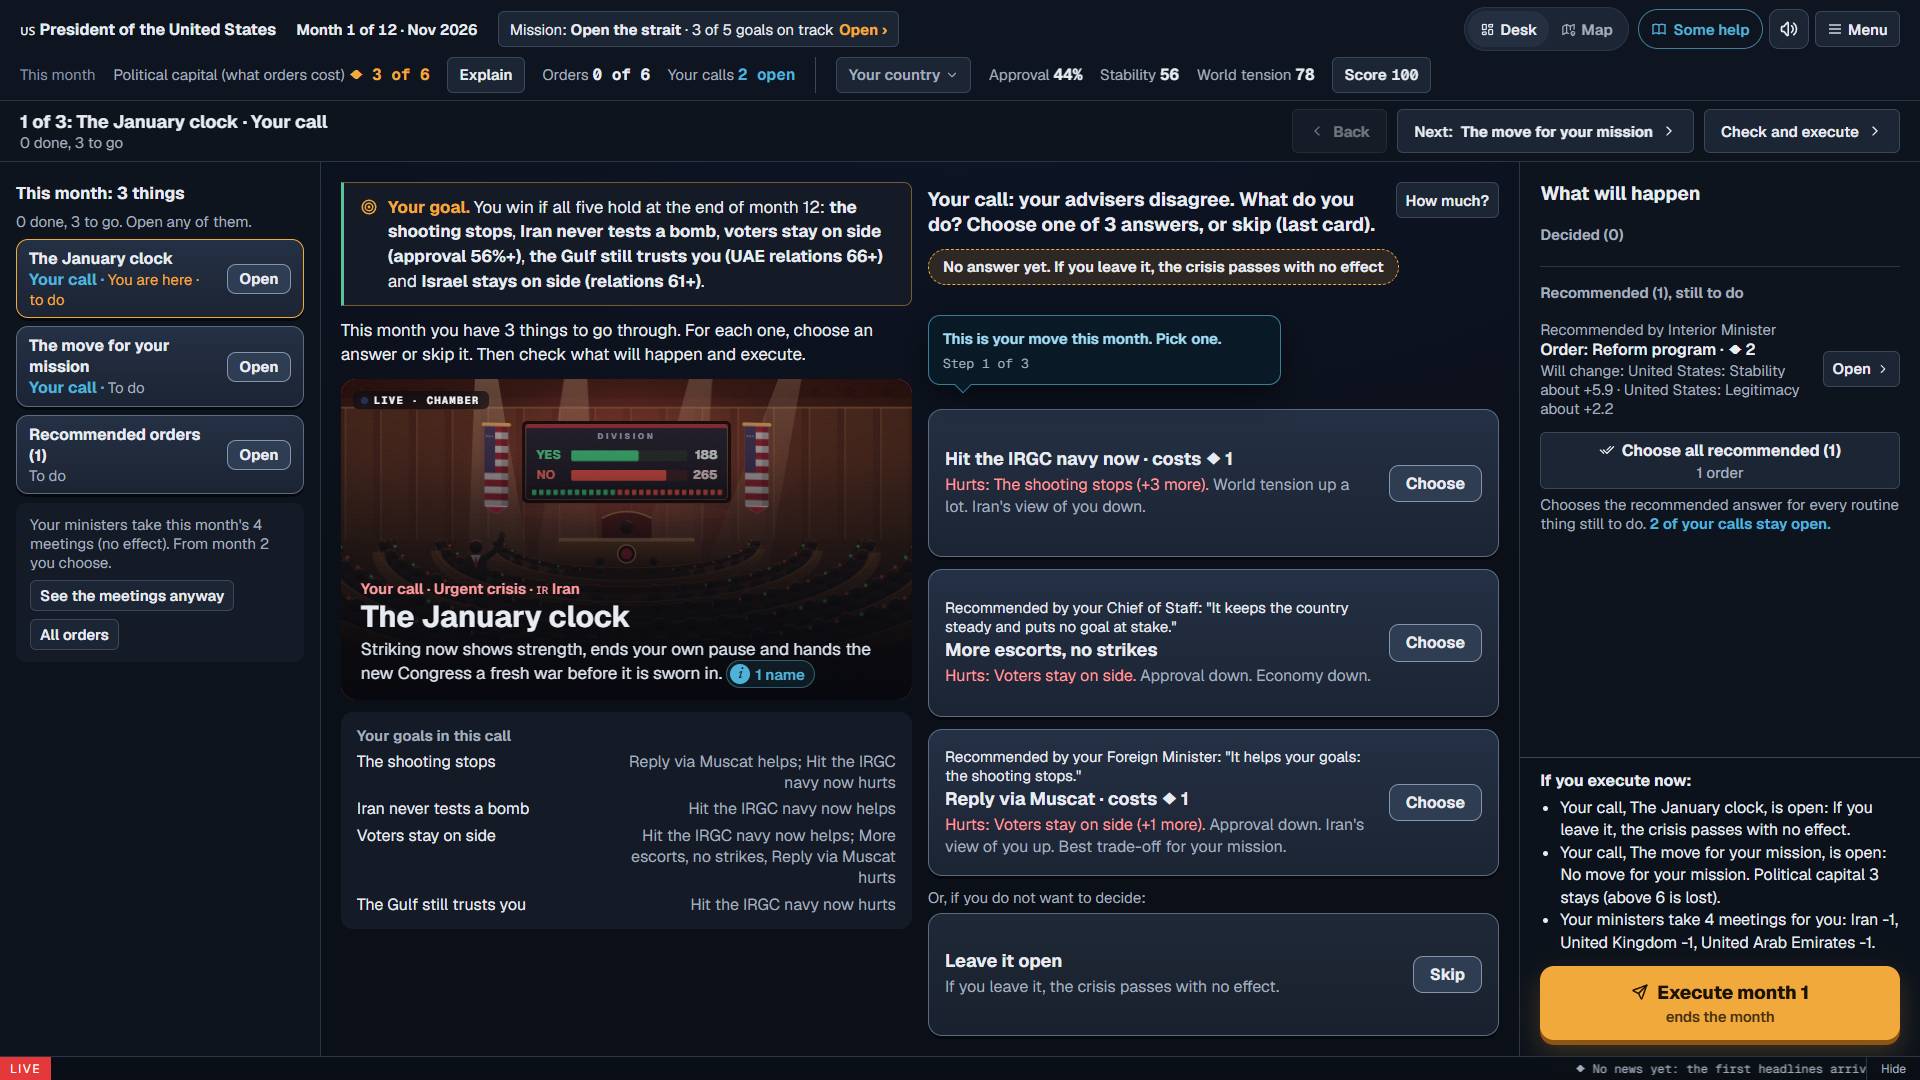 US President of the United States
Month 1 of 12 · Nov 2026
Mission: Open the strait · 3 of 5 goals on track Open ›
Desk
Map
Some help
Menu
This month
Political capital (what orders cost) ◆ 3 of 6
Explain
Orders 0 of 6
Your calls 2 open
Your country
Approval 44%
Stability 56
World tension 78
Score 100
1 of 3: The January clock · Your call
0 done, 3 to go
Back
Next: The move for your mission
Check and execute
This month: 3 things
0 done, 3 to go. Open any of them.
The January clock
Your call · You are here ·
to do
Open
The move for your
mission
Your call · To do
Open
Recommended orders
(1)
To do
Open
Your ministers take this month's 4
meetings (no effect). From month 2
you choose.
See the meetings anyway
All orders
Your goal. You win if all five hold at the end of month 12: the
shooting stops, Iran never tests a bomb, voters stay on side
(approval 56%+), the Gulf still trusts you (UAE relations 66+)
and Israel stays on side (relations 61+).
This month you have 3 things to go through. For each one, choose an
answer or skip it. Then check what will happen and execute.
LIVE · CHAMBER
DIVISION
YES 188
NO 265
Your call · Urgent crisis · IR Iran
The January clock
Striking now shows strength, ends your own pause and hands the
new Congress a fresh war before it is sworn in. i 1 name
Your goals in this call
The shooting stops
Reply via Muscat helps; Hit the IRGC
navy now hurts
Iran never tests a bomb
Hit the IRGC navy now helps
Voters stay on side
Hit the IRGC navy now helps; More
escorts, no strikes, Reply via Muscat
hurts
The Gulf still trusts you
Hit the IRGC navy now hurts
Your call: your advisers disagree. What do you
do? Choose one of 3 answers, or skip (last card).
How much?
No answer yet. If you leave it, the crisis passes with no effect
This is your move this month. Pick one.
Step 1 of 3
Hit the IRGC navy now · costs ◆ 1
Hurts: The shooting stops (+3 more). World tension up a
lot. Iran's view of you down.
Choose
Recommended by your Chief of Staff: "It keeps the country
steady and puts no goal at stake."
More escorts, no strikes
Hurts: Voters stay on side. Approval down. Economy down.
Choose
Recommended by your Foreign Minister: "It helps your goals:
the shooting stops."
Reply via Muscat · costs ◆ 1
Hurts: Voters stay on side (+1 more). Approval down. Iran's
view of you up. Best trade-off for your mission.
Choose
Or, if you do not want to decide:
Leave it open
If you leave it, the crisis passes with no effect.
Skip
What will happen
Decided (0)
Recommended (1), still to do
Recommended by Interior Minister
Order: Reform program · ◆ 2
Will change: United States: Stability
about +5.9 · United States: Legitimacy
about +2.2
Open
Choose all recommended (1)
1 order
Chooses the recommended answer for every routine
thing still to do. 2 of your calls stay open.
If you execute now:
• Your call, The January clock, is open: If you
leave it, the crisis passes with no effect.
• Your call, The move for your mission, is open:
No move for your mission. Political capital 3
stays (above 6 is lost).
• Your ministers take 4 meetings for you: Iran -1,
United Kingdom -1, United Arab Emirates -1.
Execute month 1
ends the month
LIVE
◆ No news yet: the first headlines arriv
Hide